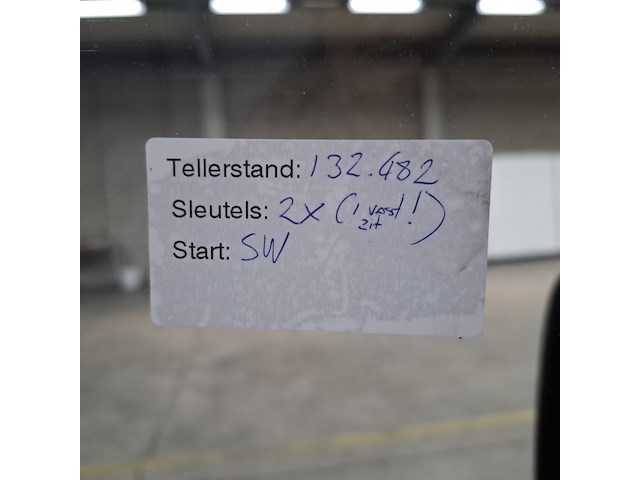 Tellerstand: 132.482
Sleutels: 2x (1 vast! zit)
Start: SW